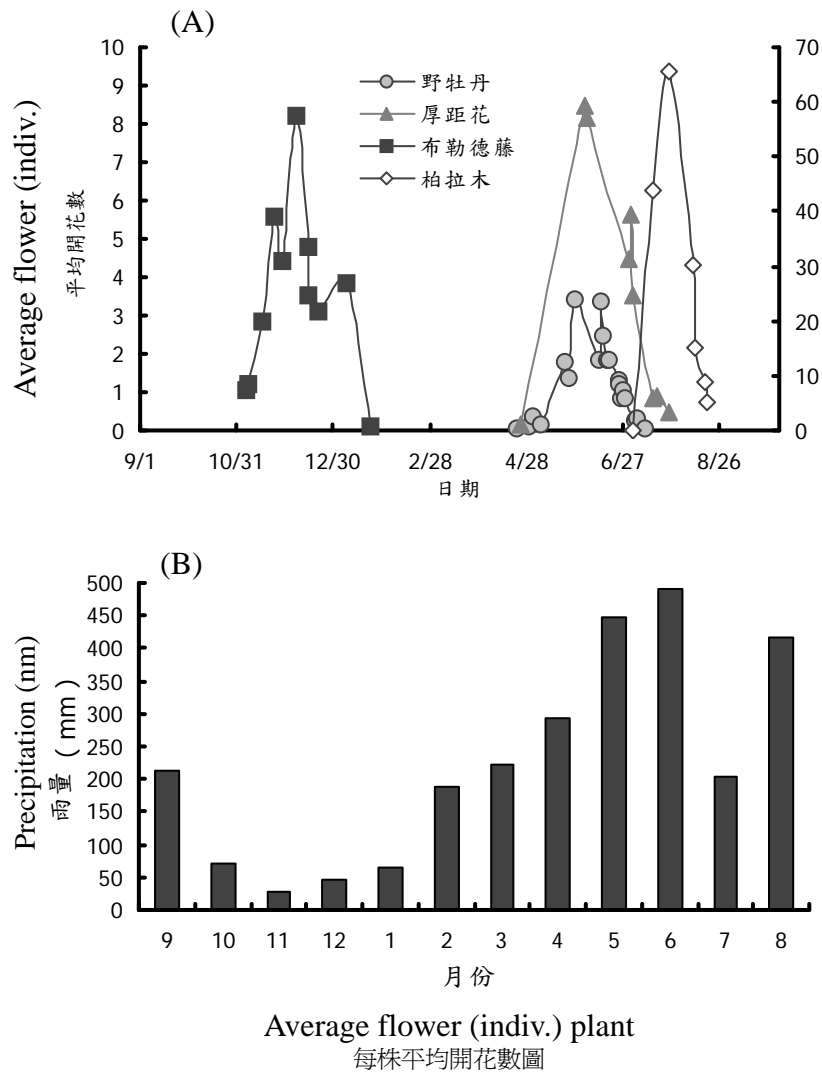 (A)
Average flower (indiv.)
平均開花數
10
9
8
7
6
5
4
3
2
1
0
野牡丹
厚距花
布勒德藤
柏拉木
70
60
50
40
30
20
10
0
9/1 10/31 12/30 2/28 4/28 6/27 8/26
日期
(B)
Precipitation (nm)
雨量(mm)
500
450
400
350
300
250
200
150
100
50
0
9 10 11 12 1 2 3 4 5 6 7 8
月份
Average flower (indiv.) plant
每株平均開花數圖